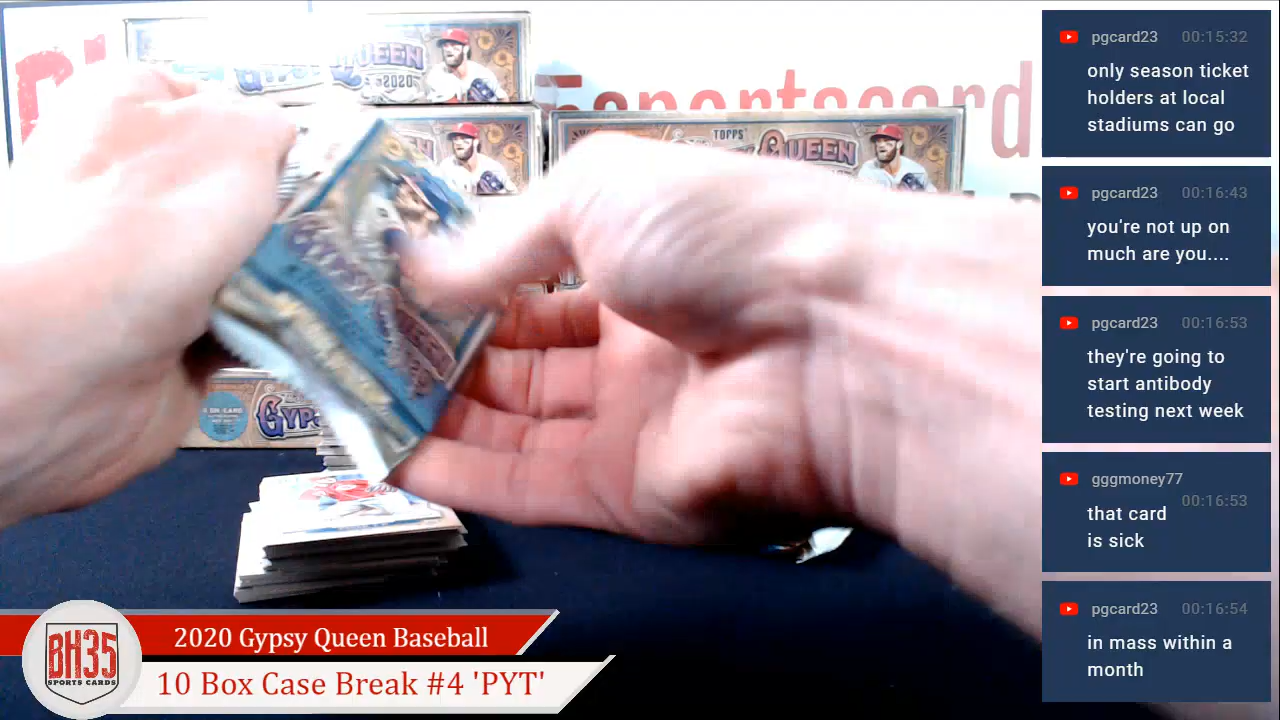 QUEEN
2020
Esportscard
TOPPS
QUEEN
pgcard23 00:15:32
only season ticket
holders at local
stadiums can go
pgcard23 00:16:43
you're not up on
much are you....
pgcard23 00:16:53
they're going to
start antibody
testing next week
gggmoney77
00:16:53
that card
is sick
pgcard23 00:16:54
in mass within a
month
BH35
SPORTS CARDS
2020 Gypsy Queen Baseball
10 Box Case Break #4 'PYT'